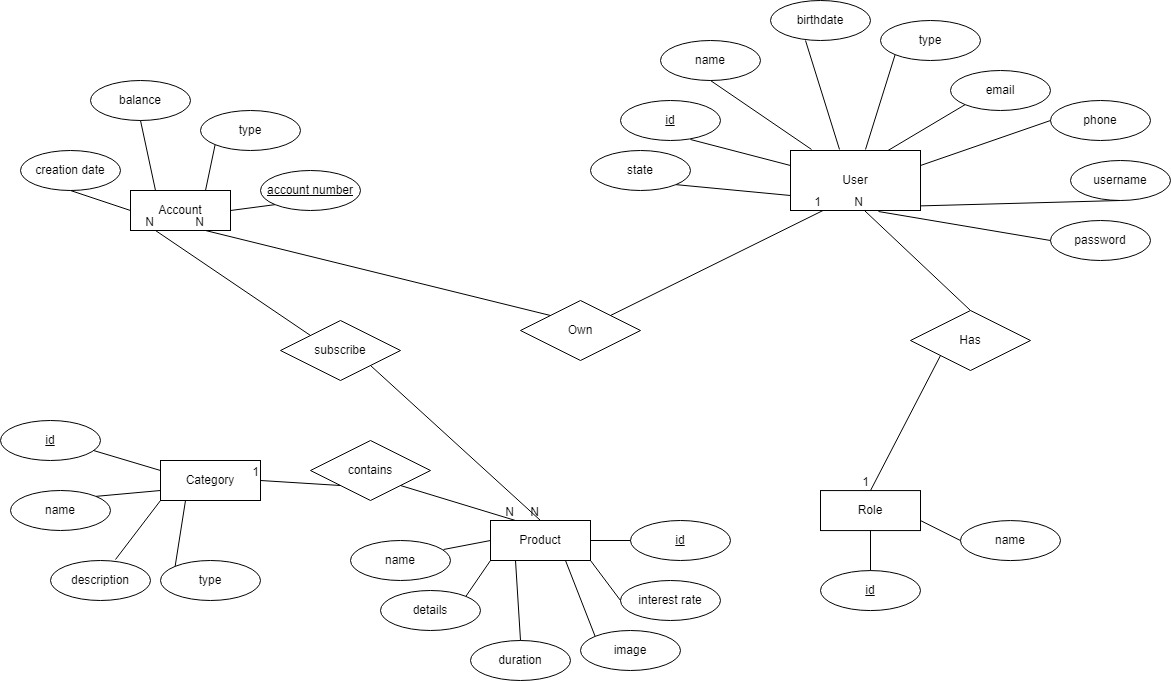 birthdate
type
name
email
balance
id
phone
type
state
creation date
account number
User
username
1
N
Account
N
N
password
Own
Has
subscribe
id
contains
Category
1
1
name
N
N
Role
Product
id
name
name
description
type
details
interest rate
id
duration
image